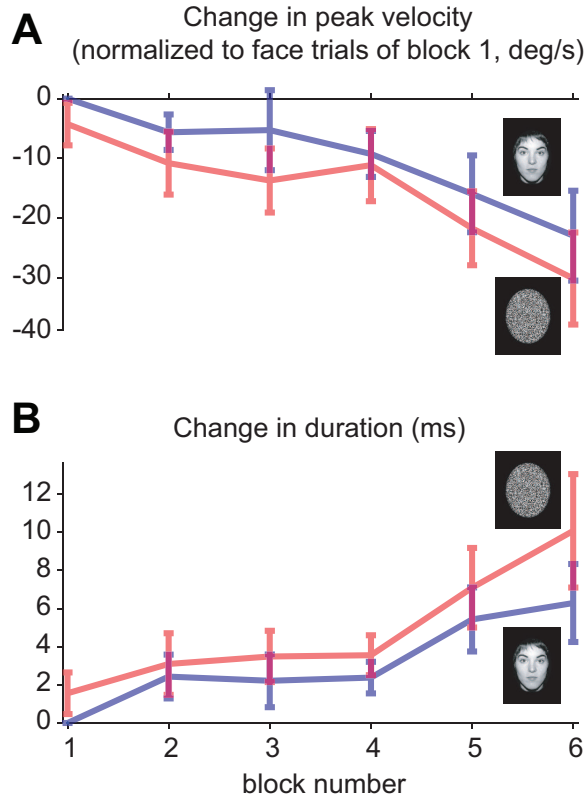 A
Change in peak velocity
(normalized to face trials of block 1, deg/s)
0
-10
-20
-30
-40
B
Change in duration (ms)
12
10
8
6
4
2
0
1 2 3 4 5 6
block number